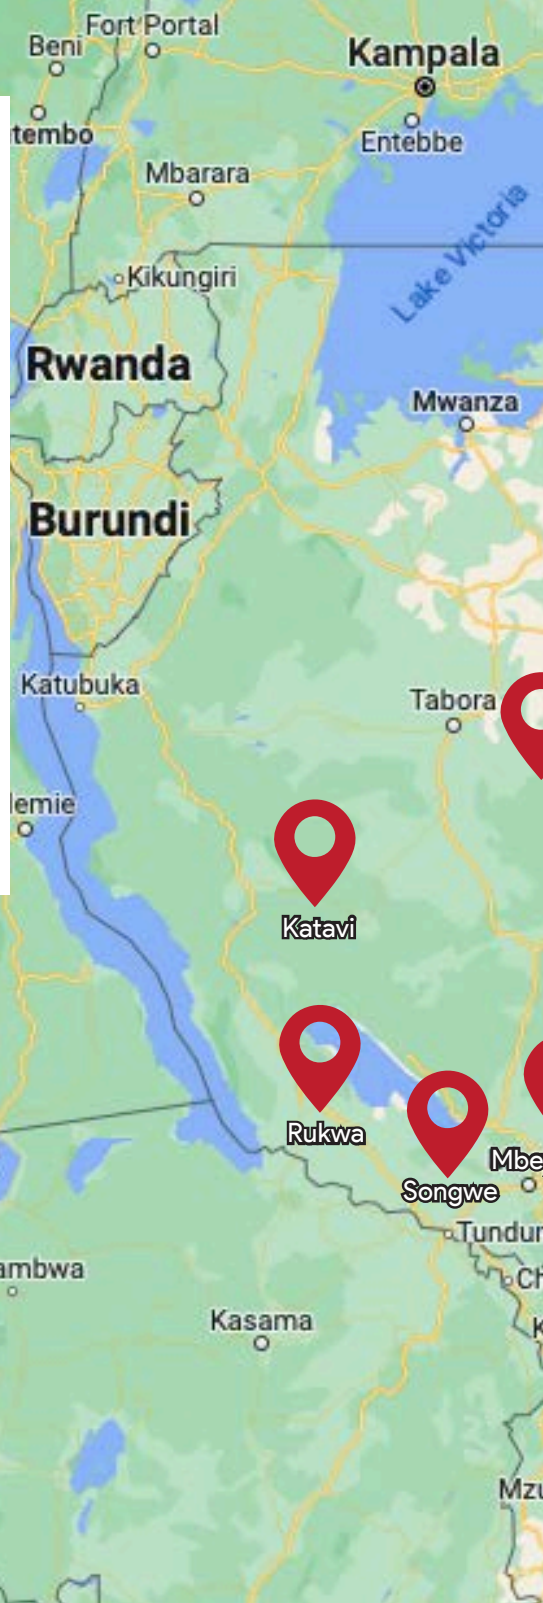 Fort Portal
Beni
Kampala
tembo
Entebbe
Mbarara
Lake Victoria
Kikungiri
Rwanda
Mwanza
Burundi
Katubuka
Tabora
lemie
Katavi
Rukwa
Mbe
Songwe
Tundur
ambwa
Ch
Kasama
K
Mzu